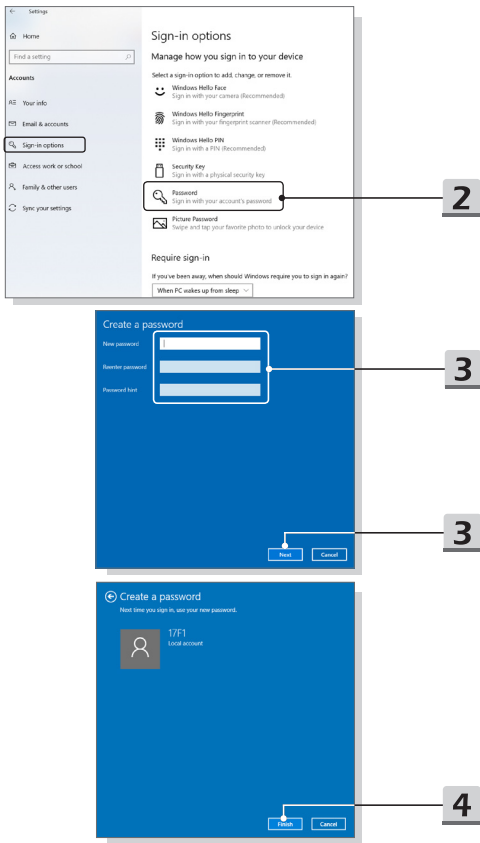 Settings
Home
Find a setting
Accounts
Your info
Email & accounts
Sign-in options
Access work or school
Family & other users
Sync your settings
Sign-in options
Manage how you sign in to your device
Select a sign-in option to add, change, or remove it.
Windows Hello Face
Sign in with your camera (Recommended)
Windows Hello Fingerprint
Sign in with your fingerprint scanner (Recommended)
Windows Hello PIN
Sign in with a PIN (Recommended)
Security Key
Sign in with a physical security key
Password
Sign in with your account's password
2
Picture Password
Swipe and tap your favorite photo to unlock your device
Require sign-in
If you've been away, when should Windows require you to sign in again?
When PC wakes up from sleep
Create a password
New password
Reenter password
3
Password hint
3
Next Cancel
Create a password
Next time you sign in, use your new password.
17F1
Local account
4
Finish Cancel